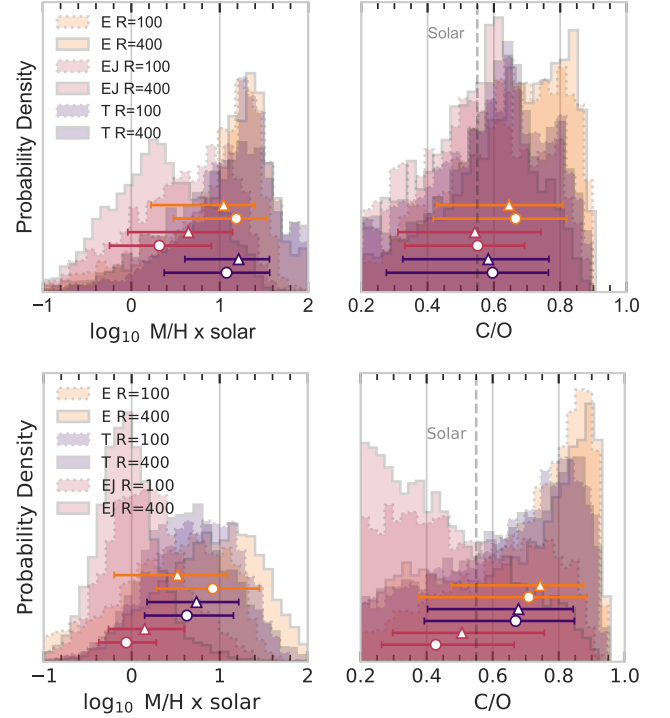 Probability Density
E R=100
E R=400
EJ R=100
EJ R=400
T R=100
T R=400
−1 0 1 2
log10 M/H x solar
Solar
0.2 0.4 0.6 0.8 1.0
C/O
Probability Density
E R=100
E R=400
T R=100
T R=400
EJ R=100
EJ R=400
−1 0 1 2
log10 M/H x solar
Solar
0.2 0.4 0.6 0.8 1.0
C/O